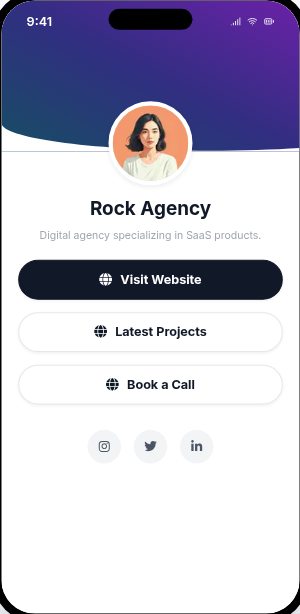 9:41
Rock Agency
Digital agency specializing in SaaS products.
Visit Website
Latest Projects
Book a Call